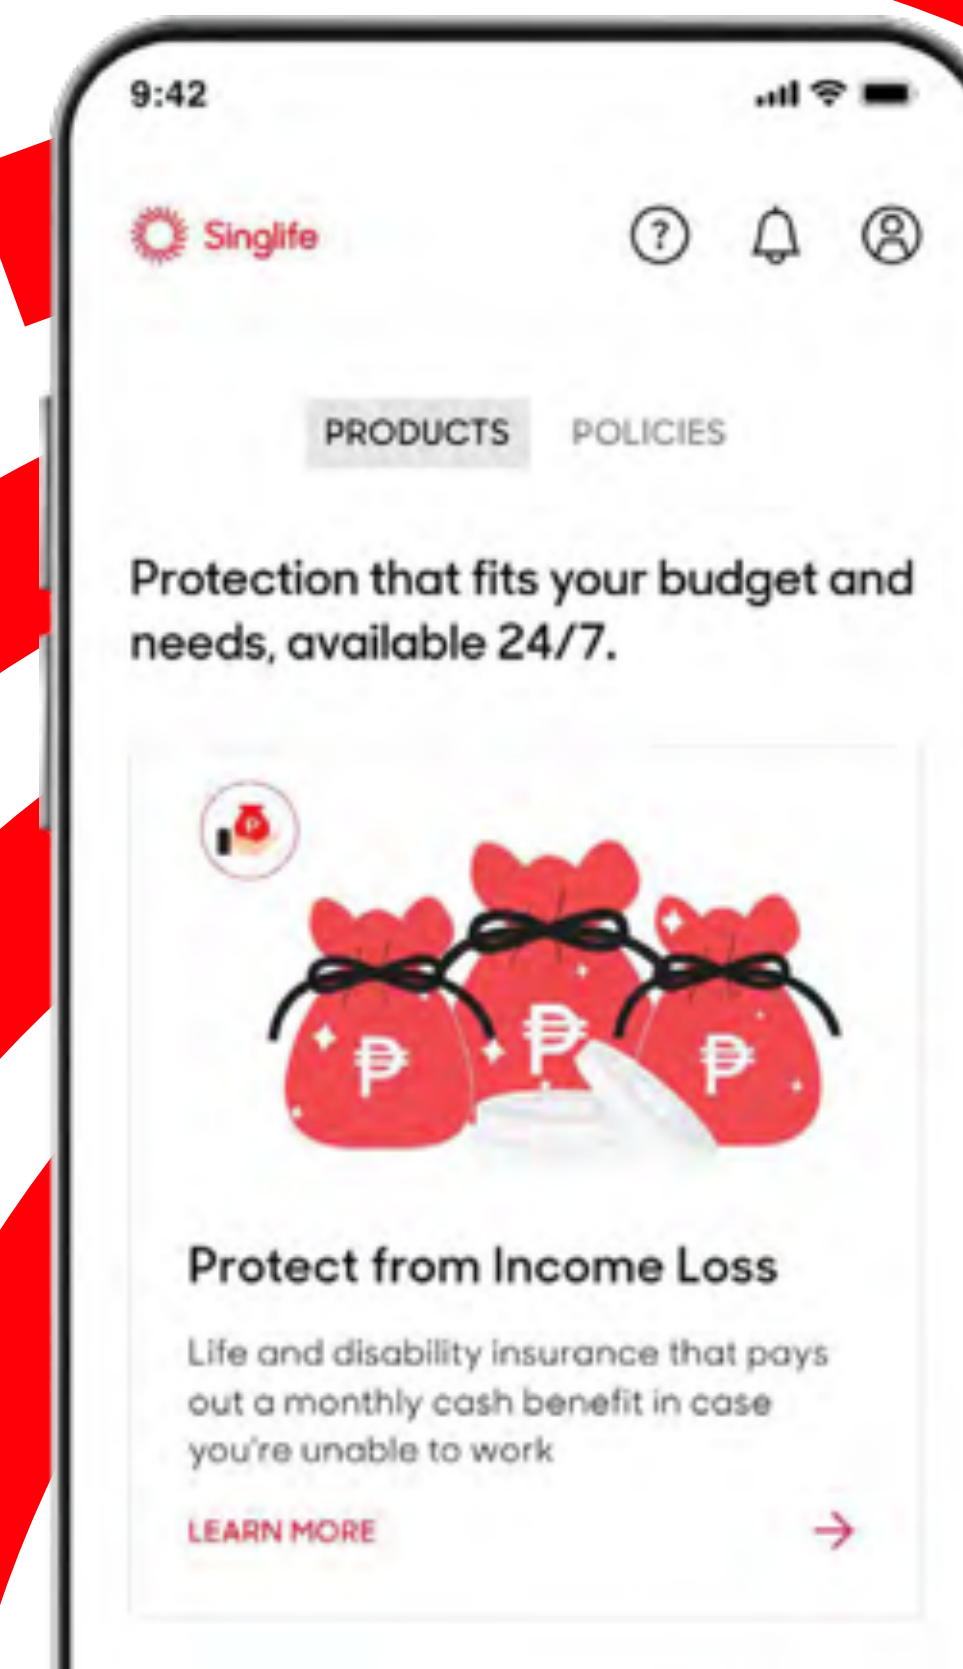 9:42
Singlife
PRODUCTS POLICIES
Protection that fits your budget and
needs, available 24/7.
₱
₱ ₱ ₱
Protect from Income Loss
Life and disability insurance that pays
out a monthly cash benefit in case
you're unable to work
LEARN MORE